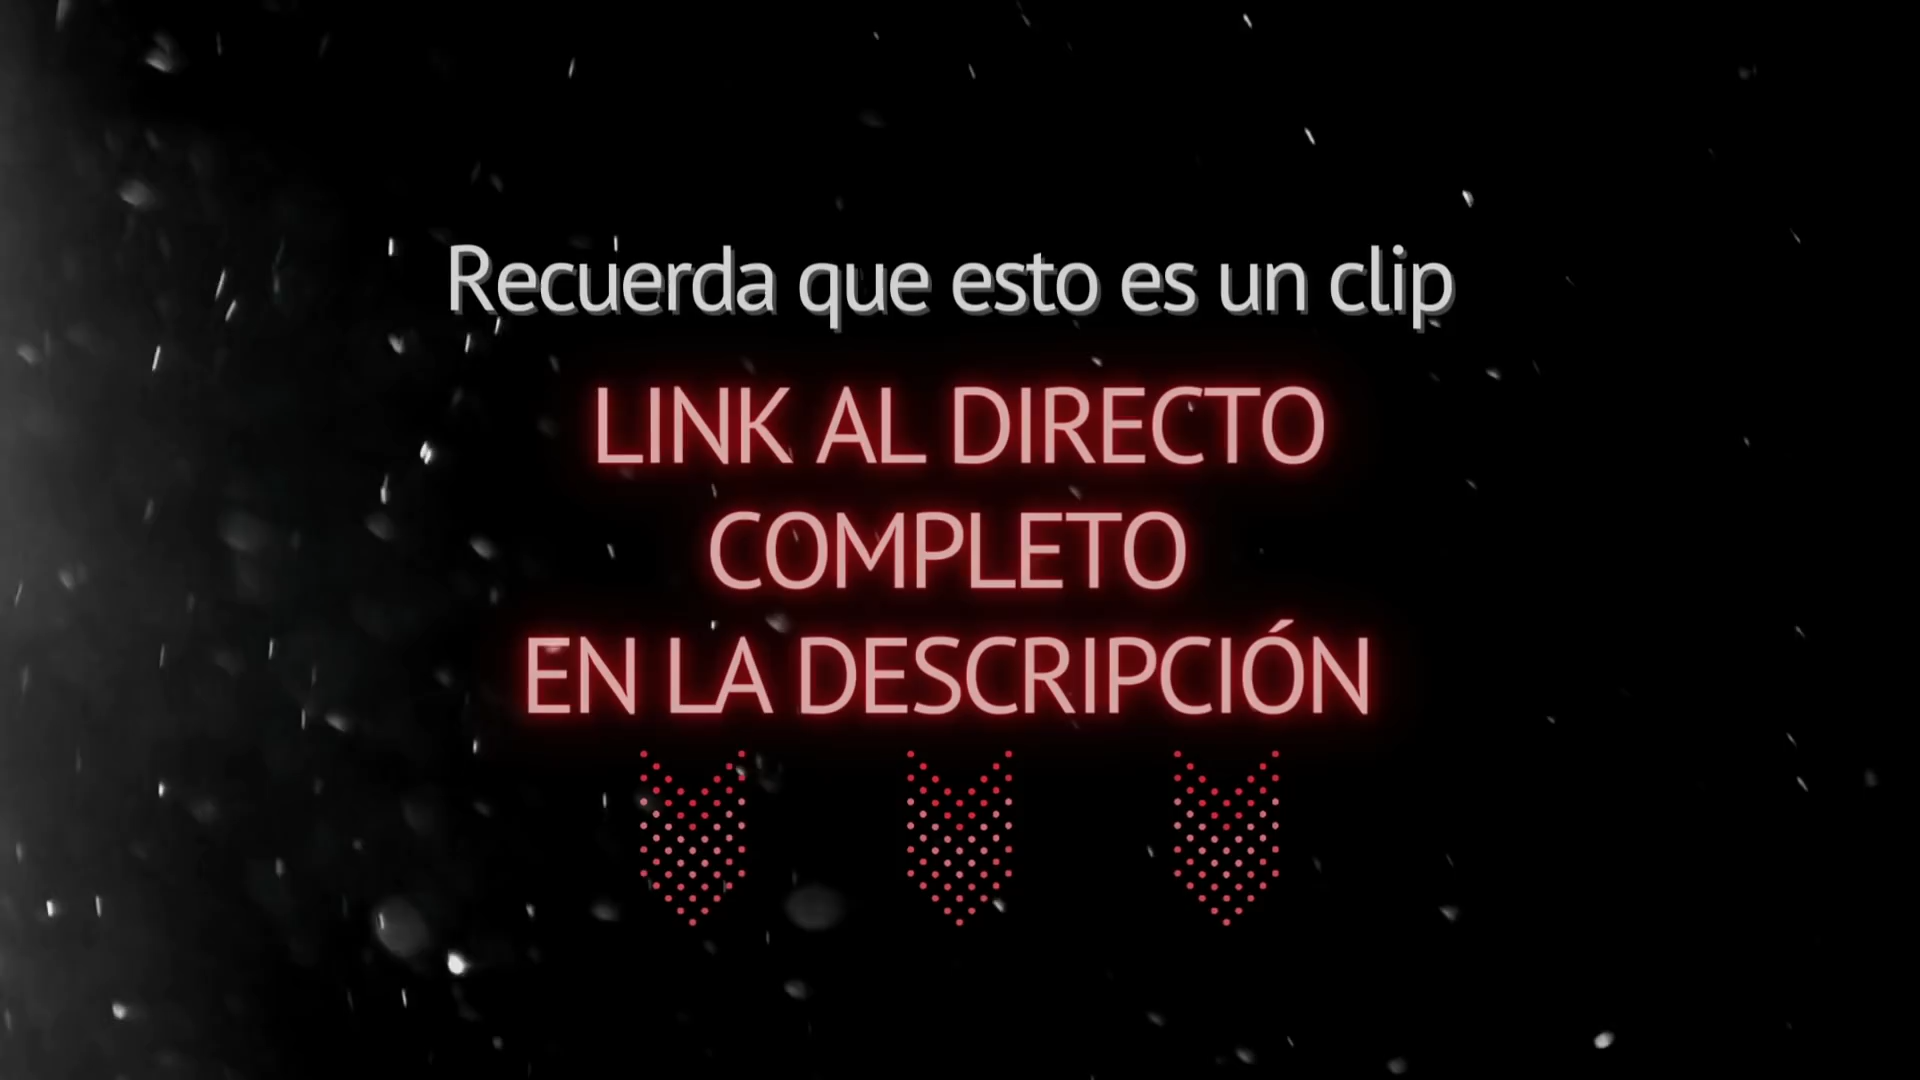 Recuerda que esto es un clip
LINK AL DIRECTO
COMPLETO
EN LA DESCRIPCIÓN